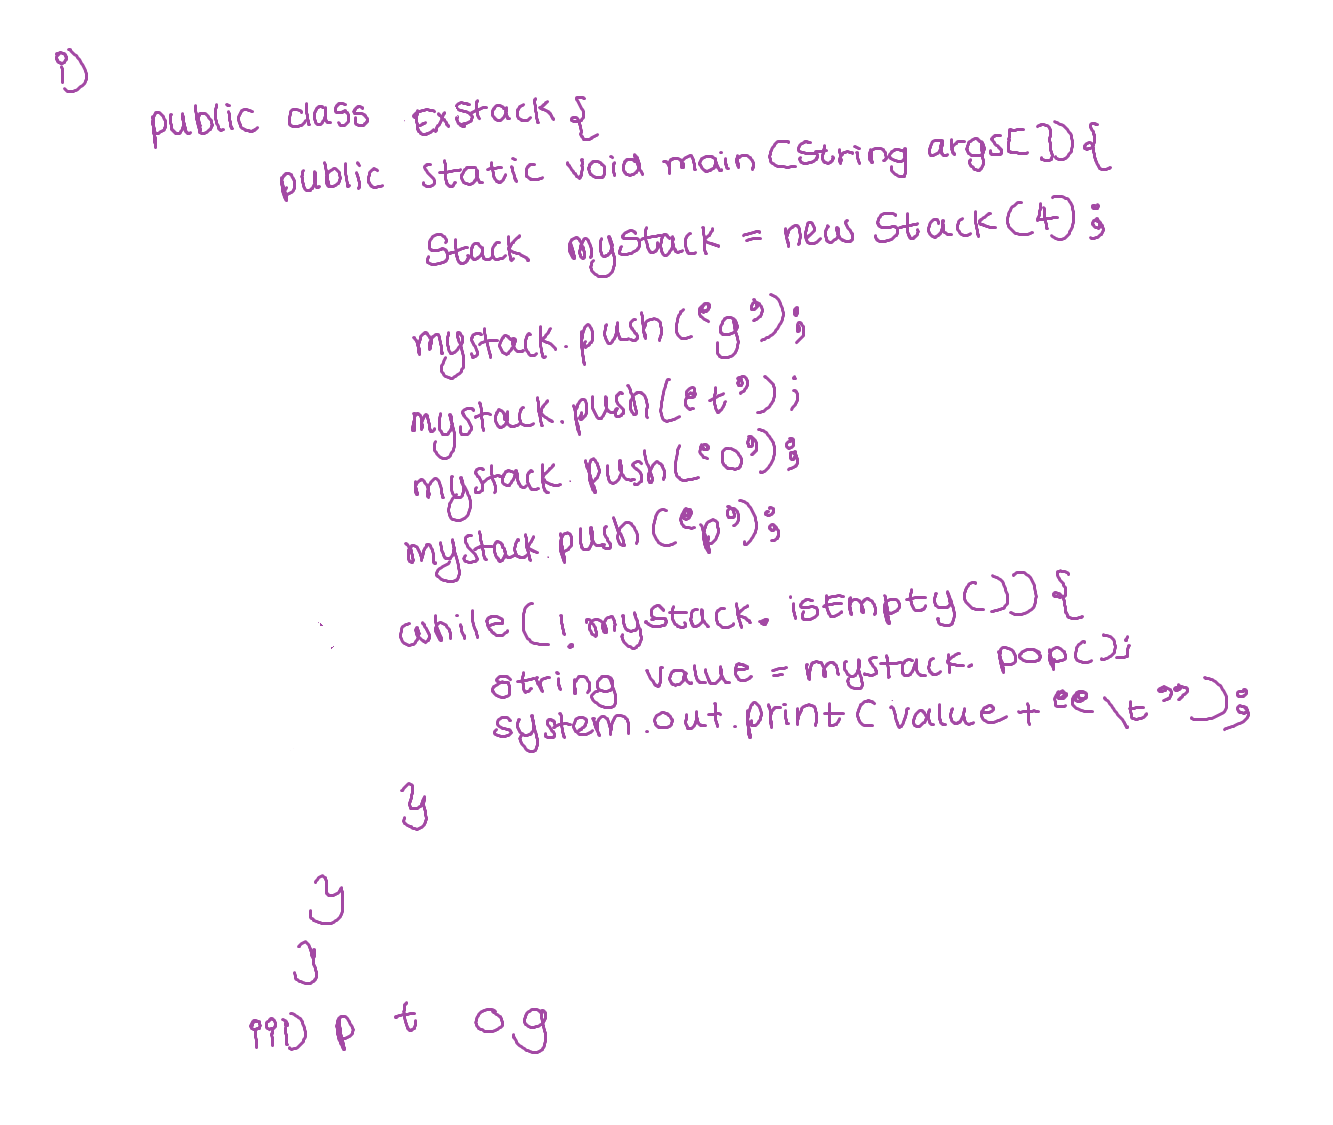 i)
public class ExStack {
public static void main (String args[ ]) {
Stack mystack = new Stack (4);
mystack.push ('g');
mystack.push ('t');
mystack.push ('o');
mystack.push ('p');
while (! mystack. isEmpty ()) {
string value = mystack. pop();
system.out.print ( value + "\t");
}
}
}
iii) p t o g